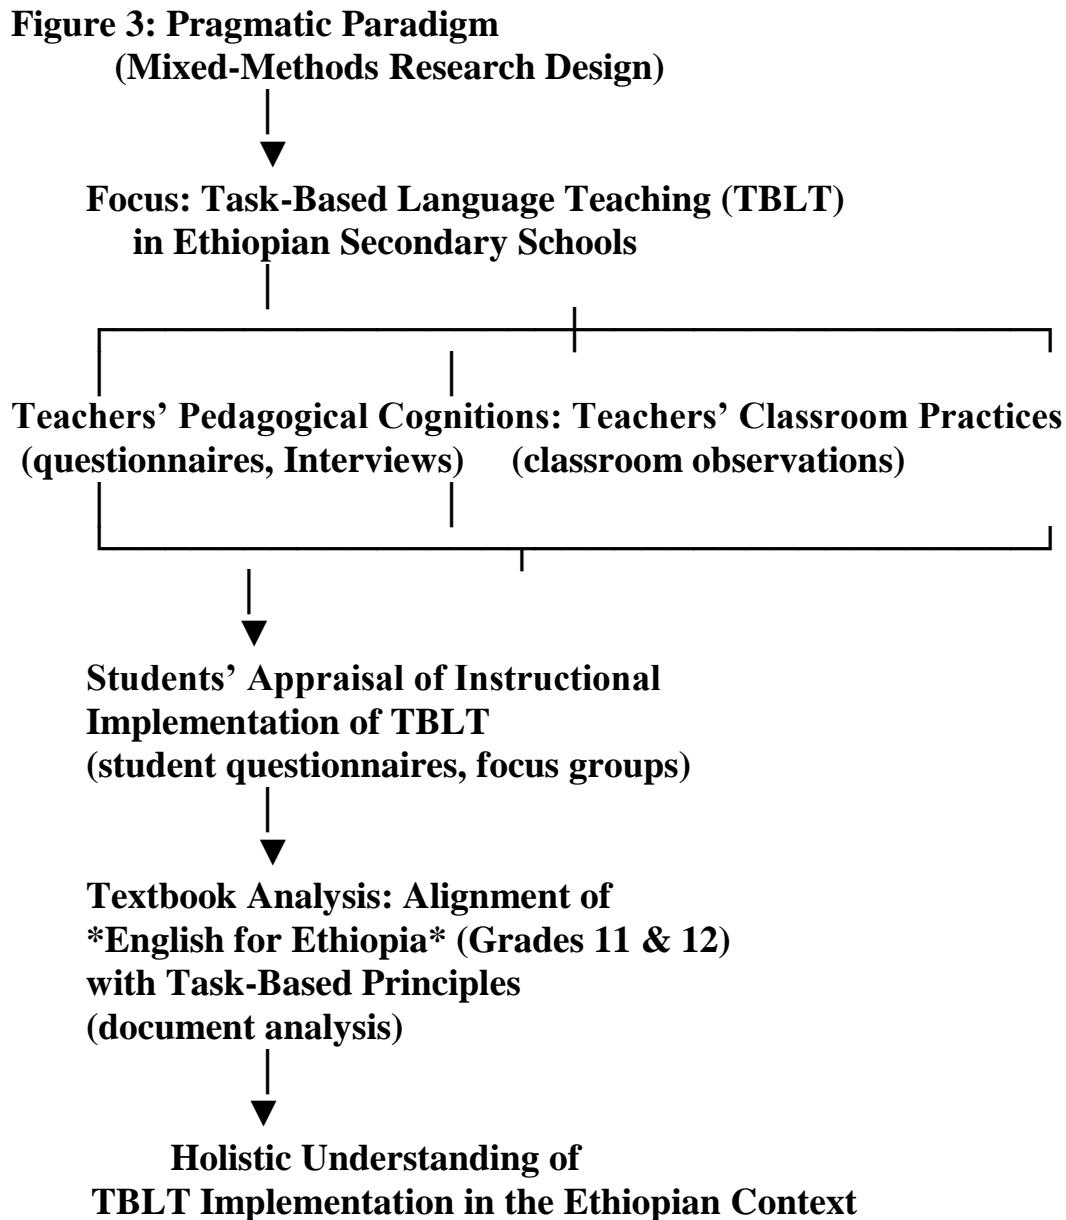 Figure 3: Pragmatic Paradigm
(Mixed-Methods Research Design)
Focus: Task-Based Language Teaching (TBLT)
in Ethiopian Secondary Schools
Teachers’ Pedagogical Cognitions: Teachers’ Classroom Practices
(questionnaires, Interviews) (classroom observations)
Students’ Appraisal of Instructional
Implementation of TBLT
(student questionnaires, focus groups)
Textbook Analysis: Alignment of
*English for Ethiopia* (Grades 11 & 12)
with Task-Based Principles
(document analysis)
Holistic Understanding of
TBLT Implementation in the Ethiopian Context